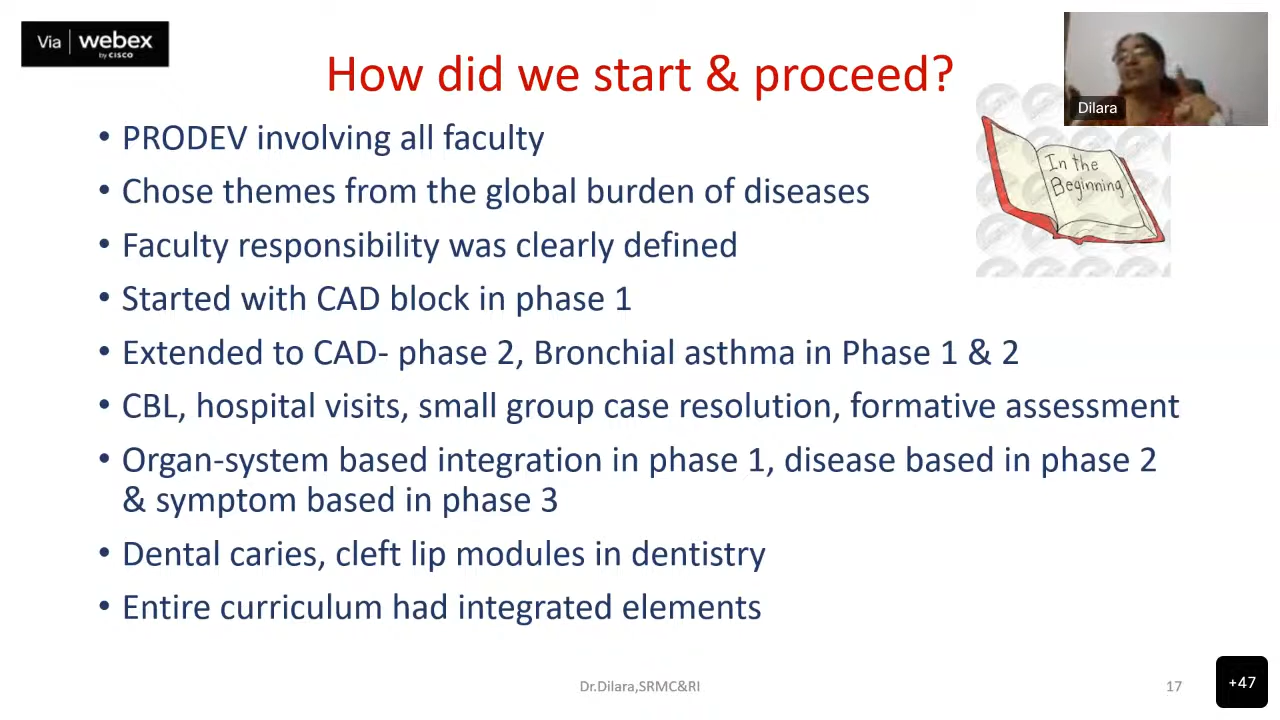 Via webex
by CISCO
How did we start & proceed?
Dilara
In the
Beginning
• PRODEV involving all faculty
• Chose themes from the global burden of diseases
• Faculty responsibility was clearly defined
• Started with CAD block in phase 1
• Extended to CAD- phase 2, Bronchial asthma in Phase 1 & 2
• CBL, hospital visits, small group case resolution, formative assessment
• Organ-system based integration in phase 1, disease based in phase 2
& symptom based in phase 3
• Dental caries, cleft lip modules in dentistry
• Entire curriculum had integrated elements
Dr.Dilara,SRMC&RI
17
+47